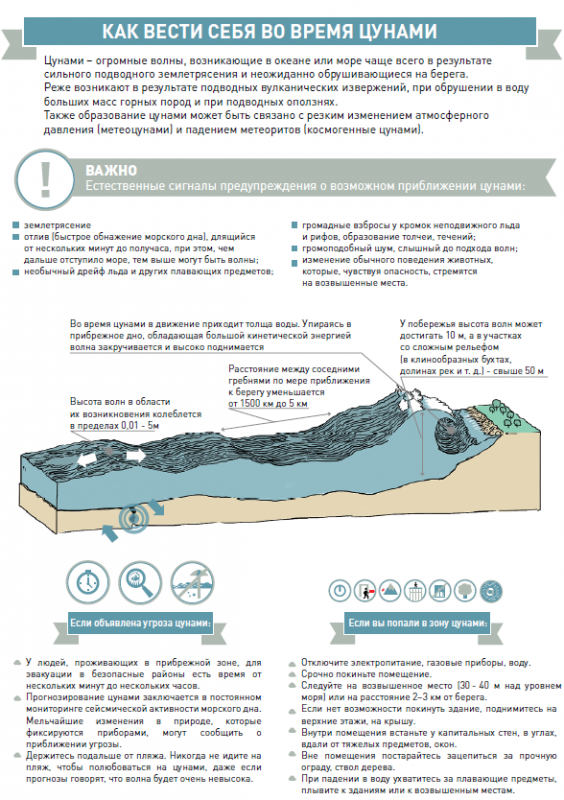 КАК ВЕСТИ СЕБЯ ВО ВРЕМЯ ЦУНАМИ
Цунами – огромные волны, возникающие в океане или море чаще всего в результате
сильного подводного землетрясения и неожиданно обрушивающиеся на берега.
Реже возникают в результате подводных вулканических извержений, при обрушении в воду
больших масс горных пород и при подводных оползнях.
Также образование цунами может быть связано с резким изменением атмосферного
давления (метеоцунами) и падением метеоритов (космогенные цунами).
!
ВАЖНО
Естественные сигналы предупреждения о возможном приближении цунами:
землетрясение
отлив (быстрое обнажение морского дна), длящийся
от нескольких минут до получаса, при этом, чем
дальше отступило море, тем выше могут быть волны;
необычный дрейф льда и других плавающих предметов;
громадные взбросы у кромок неподвижного льда
и рифов, образование толчеи, течений;
громоподобный шум, слышный до подхода волн;
изменение обычного поведения животных,
которые, чувствуя опасность, стремятся
на возвышенные места.
Во время цунами в движение приходит толща воды. Упираясь в
прибрежное дно, обладающая большой кинетической энергией
волна закручивается и высоко поднимается
У побережья высота волн может
достигать 10 м, а в участках
со сложным рельефом
(в клинообразных бухтах,
долинах рек и т. д.) - свыше 50 м
Расстояние между соседними
гребнями по мере приближения
к берегу уменьшается
от 1500 км до 5 км
Высота волн в области
их возникновения колеблется
в пределах 0,01 - 5м
Если объявлена угроза цунами:
У людей, проживающих в прибрежной зоне, для
эвакуации в безопасные районы есть время от
нескольких минут до нескольких часов.
Прогнозирование цунами заключается в постоянном
мониторинге сейсмической активности морского дна.
Мельчайшие изменения в природе, которые
фиксируются приборами, могут сообщить о
приближении угрозы.
Держитесь подальше от пляжа. Никогда не идите на
пляж, чтобы полюбоваться на цунами, даже если
прогнозы говорят, что волна будет очень невысока.
Если вы попали в зону цунами:
Отключите электропитание, газовые приборы, воду.
Срочно покиньте помещение.
Следуйте на возвышенное место (30 - 40 м над уровнем
моря) или на расстояние 2–3 км от берега.
Если нет возможности покинуть здание, поднимитесь на
верхние этажи, на крышу.
Внутри помещения встаньте у капитальных стен, в углах,
вдали от тяжелых предметов, окон.
Вне помещения постарайтесь зацепиться за прочную
ограду, ствол дерева.
При падении в воду ухватитесь за плавающие предметы,
плывите к зданиям или к возвышенным местам.